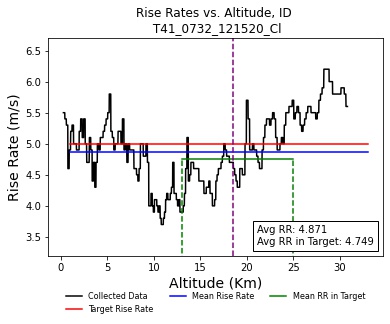 Rise Rates vs. Altitude, ID
T41_0732_121520_Cl
Rise Rate (m/s)
6.5
6.0
5.5
5.0
4.5
4.0
3.5
Avg RR: 4.871
Avg RR in Target: 4.749
0 5 10 15 20 25 30
Altitude (Km)
Collected Data Mean Rise Rate Mean RR in Target
Target Rise Rate